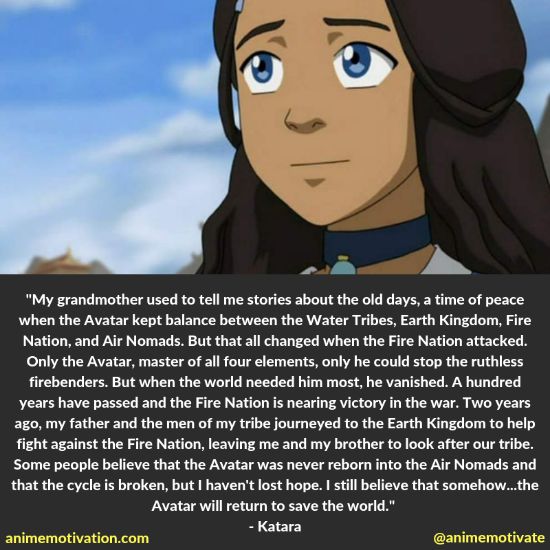 "My grandmother used to tell me stories about the old days, a time of peace
when the Avatar kept balance between the Water Tribes, Earth Kingdom, Fire
Nation, and Air Nomads. But that all changed when the Fire Nation attacked.
Only the Avatar, master of all four elements, only he could stop the ruthless
firebenders. But when the world needed him most, he vanished. A hundred
years have passed and the Fire Nation is nearing victory in the war. Two years
ago, my father and the men of my tribe journeyed to the Earth Kingdom to help
fight against the Fire Nation, leaving me and my brother to look after our tribe.
Some people believe that the Avatar was never reborn into the Air Nomads and
that the cycle is broken, but I haven't lost hope. I still believe that somehow...the
Avatar will return to save the world."
- Katara
animemotivation.com
@animemotivate